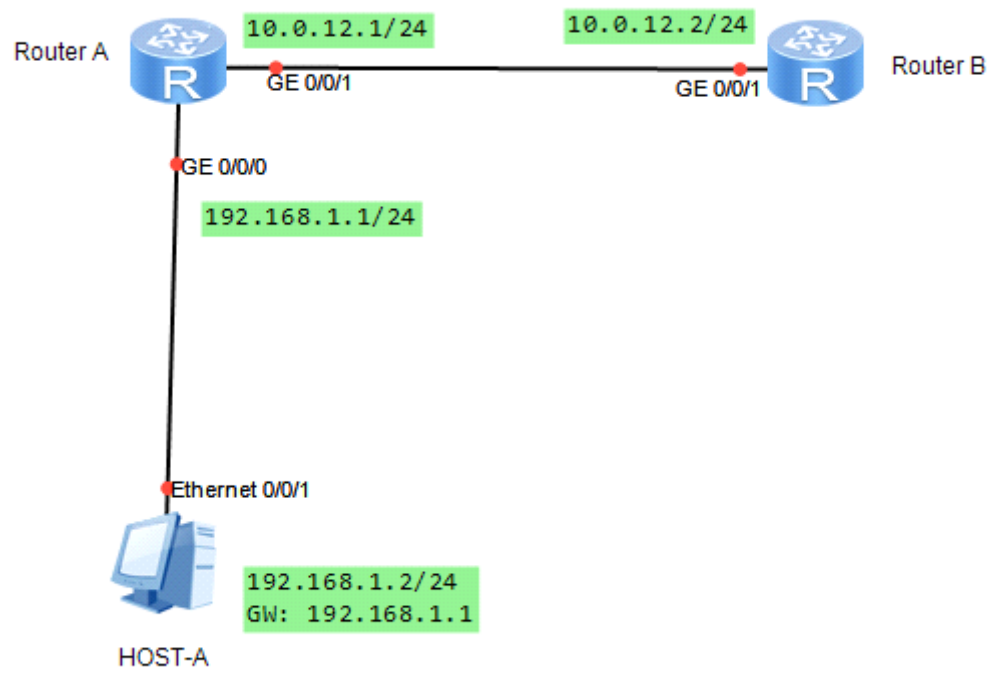 10.0.12.1/24
10.0.12.2/24
Router A
R
GE 0/0/1
GE 0/0/1
R
Router B
GE 0/0/0
192.168.1.1/24
Ethernet 0/0/1
192.168.1.2/24
GW: 192.168.1.1
HOST-A